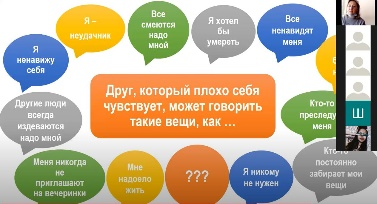 Я –
неудачник
Все
смеются
надо
мной
Я хотел
бы
умереть
Все
ненавидят
меня
Я
ненавижу
себя
Друг, который плохо себя
чувствует, может говорить
такие вещи, как …
Другие люди
всегда
издеваются
надо мной
Кто-то
преследуе
меня
Меня никогда
не
приглашают
на вечеринки
Мне
надоело
жить
???
Я никому
не нужен
Кто-то
постоянно
забирает мои
вещи
Ш